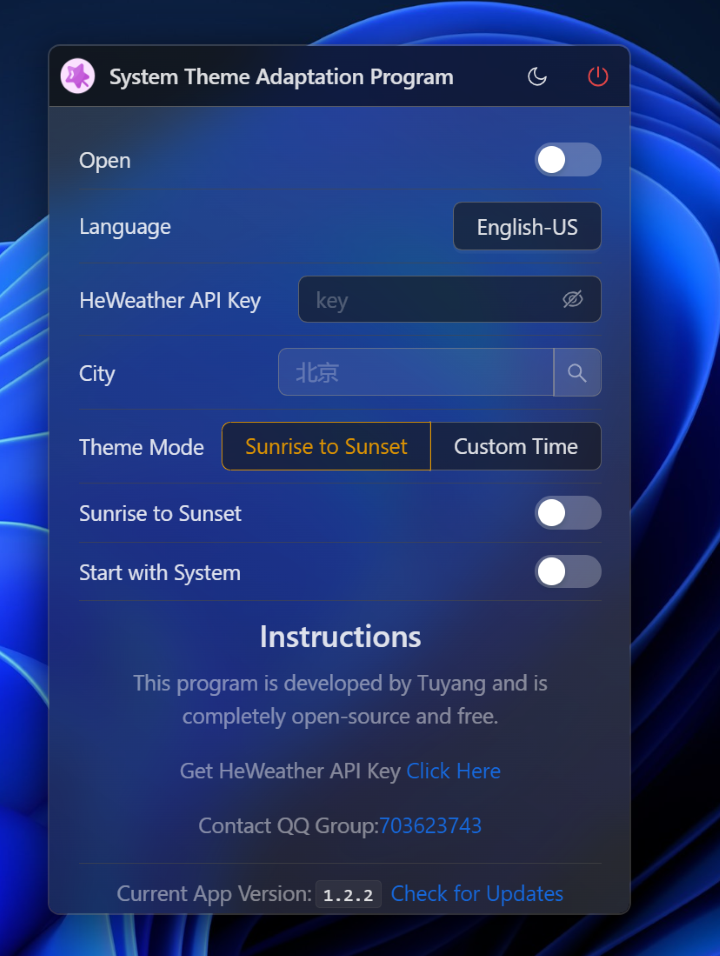 System Theme Adaptation Program
Open
Language English-US
HeWeather API Key key
City 北京
Theme Mode Sunrise to Sunset Custom Time
Sunrise to Sunset
Start with System
Instructions
This program is developed by Tuyang and is
completely open-source and free.
Get HeWeather API Key Click Here
Contact QQ Group:703623743
Current App Version: 1.2.2 Check for Updates